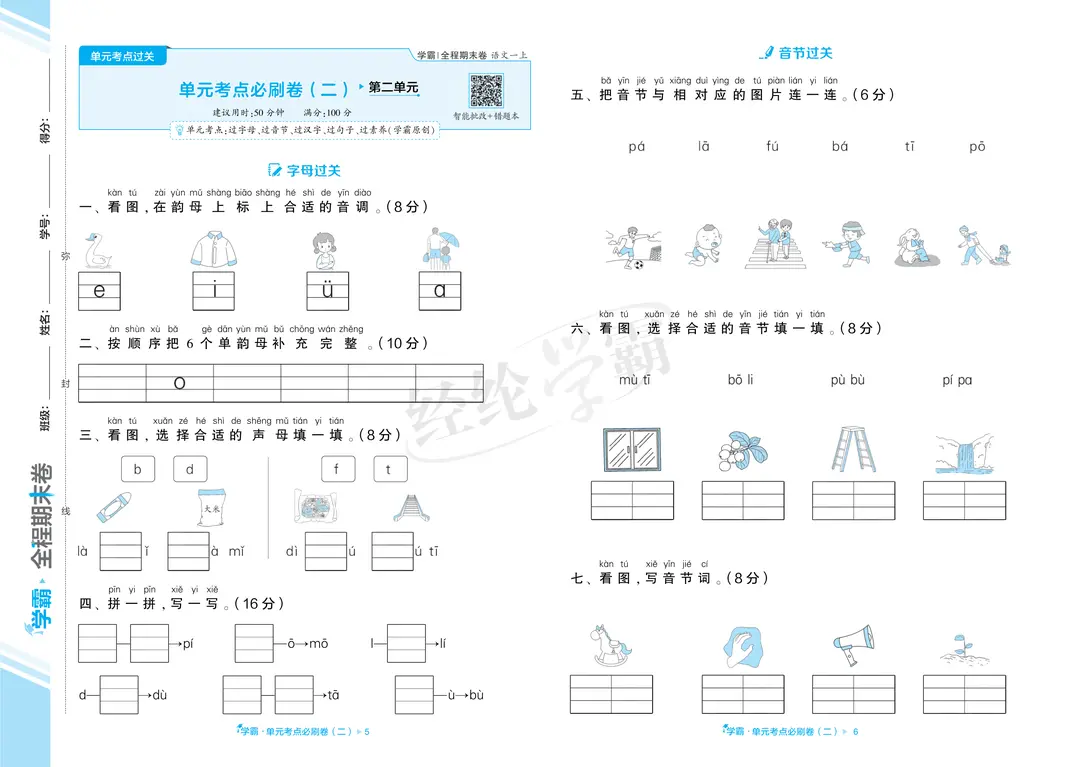 得分:
学号:
姓名:
班级:
弥
封
线
学霸 全程期末卷
单元考点过关
学霸|全程期末卷 语文一上
单元考点必刷卷(二) 第二单元
建议用时:50分钟 满分:100分
智能批改+错题本
单元考点:过字母、过音节、过汉字、过句子、过素养(学霸原创)
字母过关
kàn tú zài yùn mǔ shàng biāo shàng hé shì de yīn diào
一、看图,在韵母上标上合适的音调。(8分)
e i ü ɑ
àn shùn xù bǎ gè dān yùn mǔ bǔ chōng wán zhěng
二、按顺序把6个单韵母补充完整。(10分)
o
kàn tú xuǎn zé hé shì de shēng mǔ tián yi tián
三、看图,选择合适的声母填一填。(8分)
b d f t
大米
là ǐ à mǐ dì ú ú tī
pīn yi pīn xiě yi xiě
四、拼一拼,写一写。(16分)
pí ō mō l lí
d dù tā ù bù
学霸·单元考点必刷卷(二) 5
音节过关
bǎ yīn jié yǔ xiāng duì yìng de tú piàn lián yi lián
五、把音节与相对应的图片连一连。(6分)
pá lā fú bá tī pō
kàn tú xuǎn zé hé shì de yīn jié tián yi tián
六、看图,选择合适的音节填一填。(8分)
mù tī bō li pù bù pí pa
kàn tú xiě yīn jié cí
七、看图,写音节词。(8分)
学霸·单元考点必刷卷(二) 6
经纶学霸